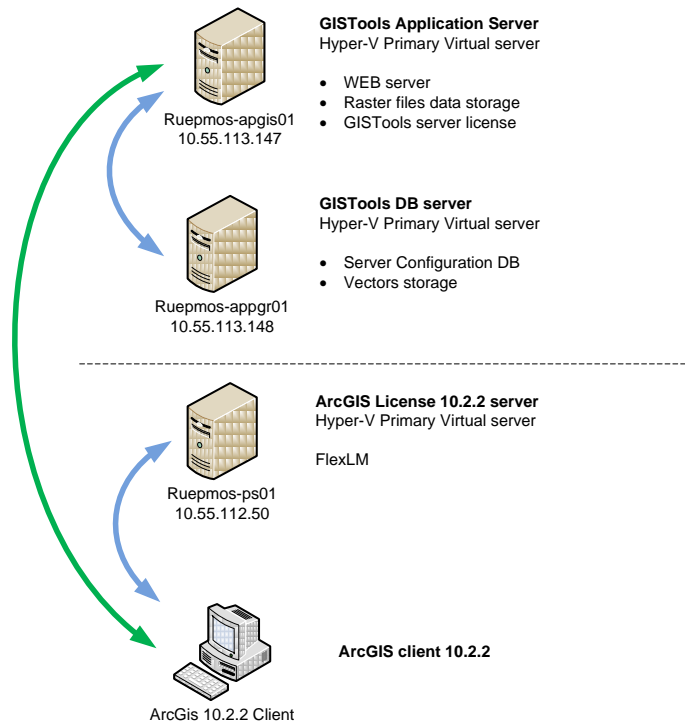 GISTools Application Server
Hyper-V Primary Virtual server
• WEB server
• Raster files data storage
• GISTools server license
Ruepmos-apgis01
10.55.113.147
GISTools DB server
Hyper-V Primary Virtual server
• Server Configuration DB
• Vectors storage
Ruepmos-appgr01
10.55.113.148
ArcGIS License 10.2.2 server
Hyper-V Primary Virtual server
FlexLM
Ruepmos-ps01
10.55.112.50
ArcGIS client 10.2.2
ArcGis 10.2.2 Client